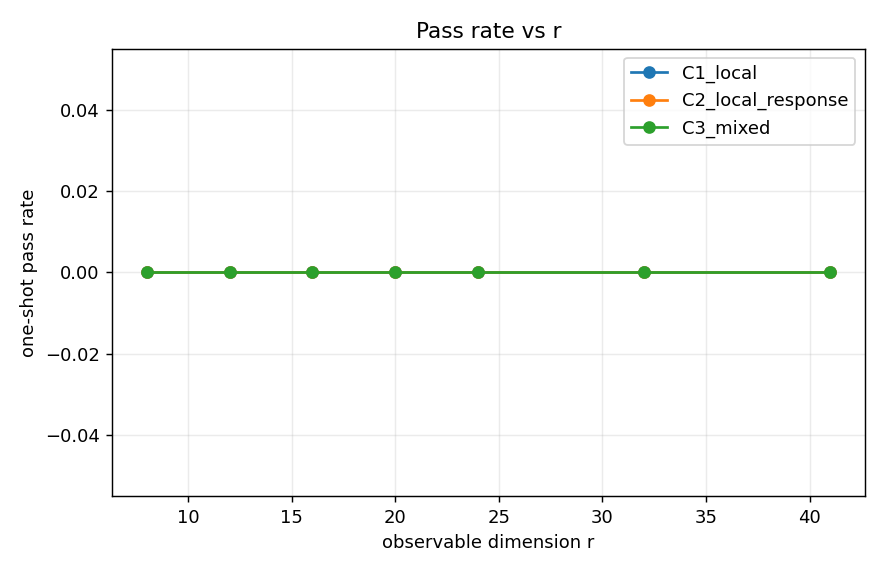 Pass rate vs r
C1_local
C2_local_response
C3_mixed
0.04
0.02
0.00
−0.02
−0.04
one-shot pass rate
10
15
20
25
30
35
40
observable dimension r